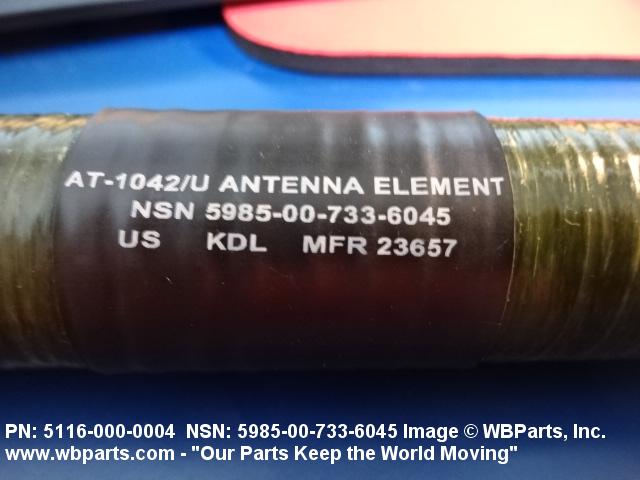 AT-1042/U ANTENNA ELEMENT
NSN 5985-00-733-6045
US KDL MFR 23657
PN: 5116-000-0004 NSN: 5985-00-733-6045 Image © WBParts, Inc.
www.wbparts.com - "Our Parts Keep the World Moving"